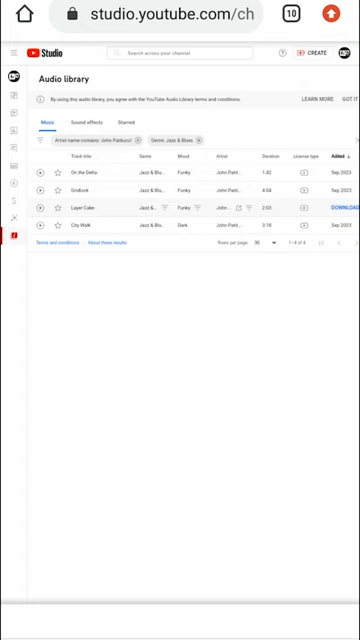 studio.youtube.com/ch
10
Studio
Search across your channel
CREATE
Audio library
By using this audio library, you agree with the YouTube Audio Library terms and conditions.
LEARN MORE
GOT IT
Music
Sound effects
Starred
Artist name contains 'John Patitucci'
Genre: Jazz & Blues
Track title Genre Mood Artist Duration License type Added
On the Delta Jazz & Blu... Funky John Patit... 1:42 Sep 2023
Gridlock Jazz & Blu... Funky John Patit... 4:04 Sep 2023
Layer Cake Jazz &... Funky John... 2:03 DOWNLOAD
City Walk Jazz & Blu... Dark John Patit... 3:18 Sep 2023
Terms and conditions About these results Rows per page: 30 1–4 of 4